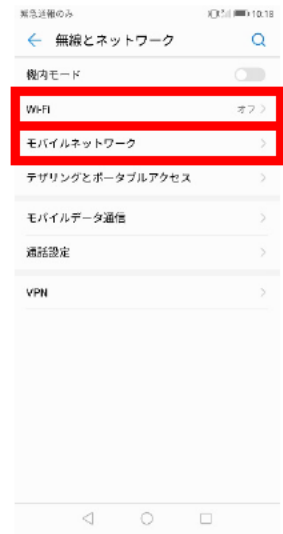 緊急通報のみ 10:18
無線とネットワーク
機内モード
Wi-Fi オフ
モバイルネットワーク
テザリングとポータブルアクセス
モバイルデータ通信
通話設定
VPN